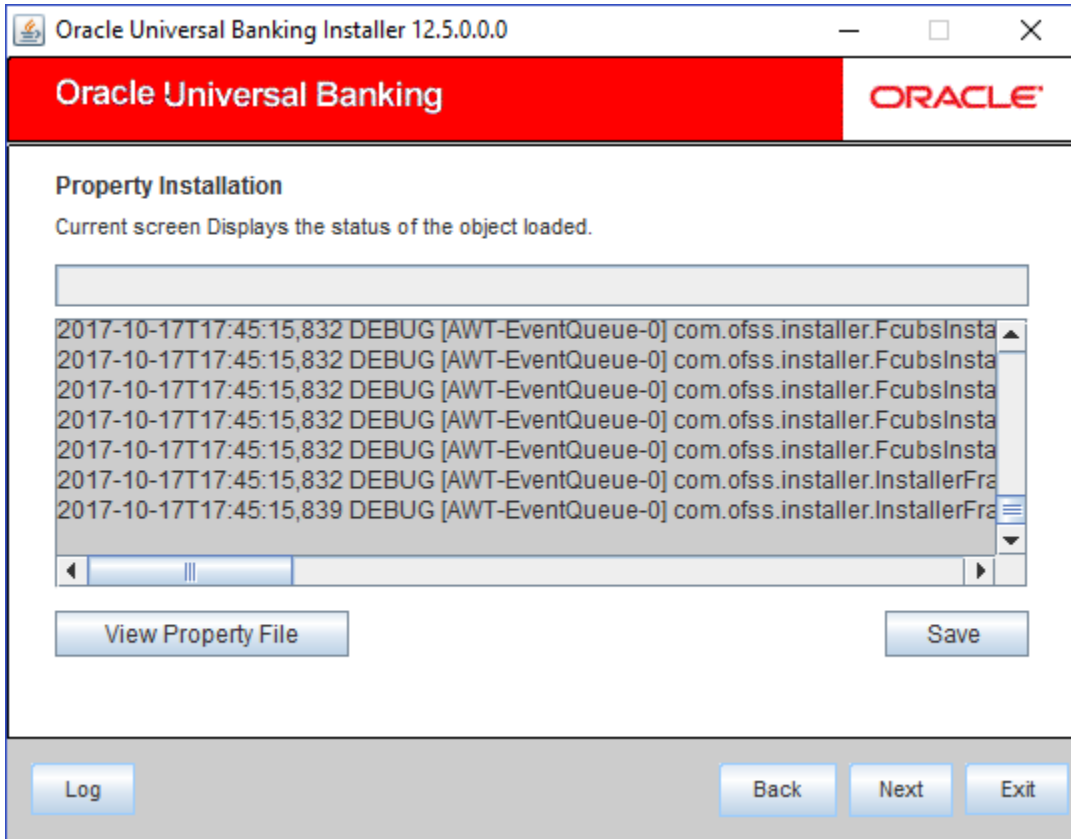 Oracle Universal Banking Installer 12.5.0.0.0
Oracle Universal Banking
ORACLE
Property Installation
Current screen Displays the status of the object loaded.
2017-10-17T17:45:15,832 DEBUG [AWT-EventQueue-0] com.ofss.installer.FcubsInsta
2017-10-17T17:45:15,832 DEBUG [AWT-EventQueue-0] com.ofss.installer.FcubsInsta
2017-10-17T17:45:15,832 DEBUG [AWT-EventQueue-0] com.ofss.installer.FcubsInsta
2017-10-17T17:45:15,832 DEBUG [AWT-EventQueue-0] com.ofss.installer.FcubsInsta
2017-10-17T17:45:15,832 DEBUG [AWT-EventQueue-0] com.ofss.installer.FcubsInsta
2017-10-17T17:45:15,832 DEBUG [AWT-EventQueue-0] com.ofss.installer.InstallerFra
2017-10-17T17:45:15,839 DEBUG [AWT-EventQueue-0] com.ofss.installer.InstallerFra
View Property File
Save
Log
Back
Next
Exit